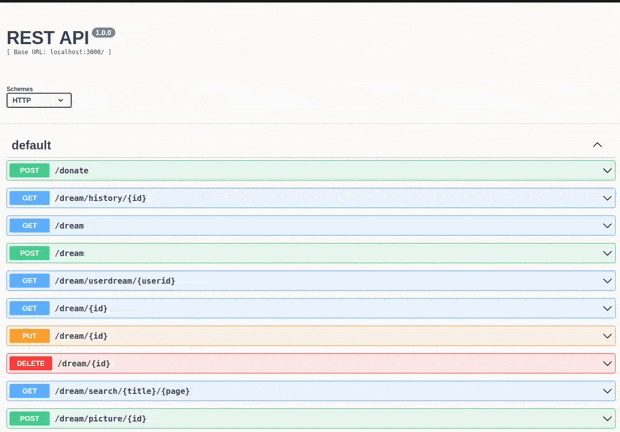 REST API 1.0.0
[ Base URL: localhost:3000/ ]
Schemes
HTTP
default
POST /donate
GET /dream/history/{id}
GET /dream
POST /dream
GET /dream/userdream/{userid}
GET /dream/{id}
PUT /dream/{id}
DELETE /dream/{id}
GET /dream/search/{title}/{page}
POST /dream/picture/{id}